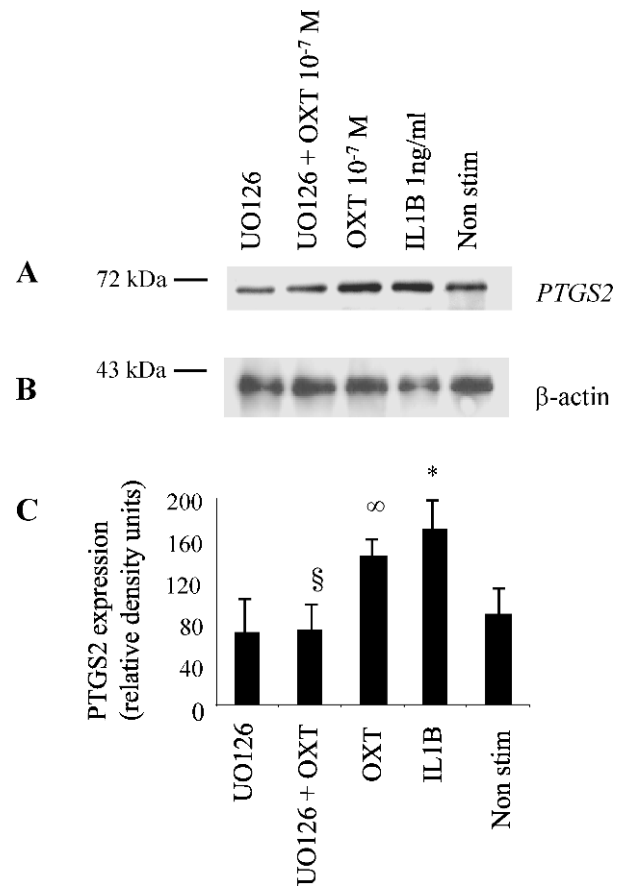 UO126
UO126 + OXT 10⁻⁷ M
OXT 10⁻⁷ M
IL1B 1ng/ml
Non stim
A
72 kDa
PTGS2
43 kDa
B
β-actin
C
PTGS2 expression
(relative density units)
200
160
120
80
40
0
§
∞
*
UO126
UO126 + OXT
OXT
IL1B
Non stim